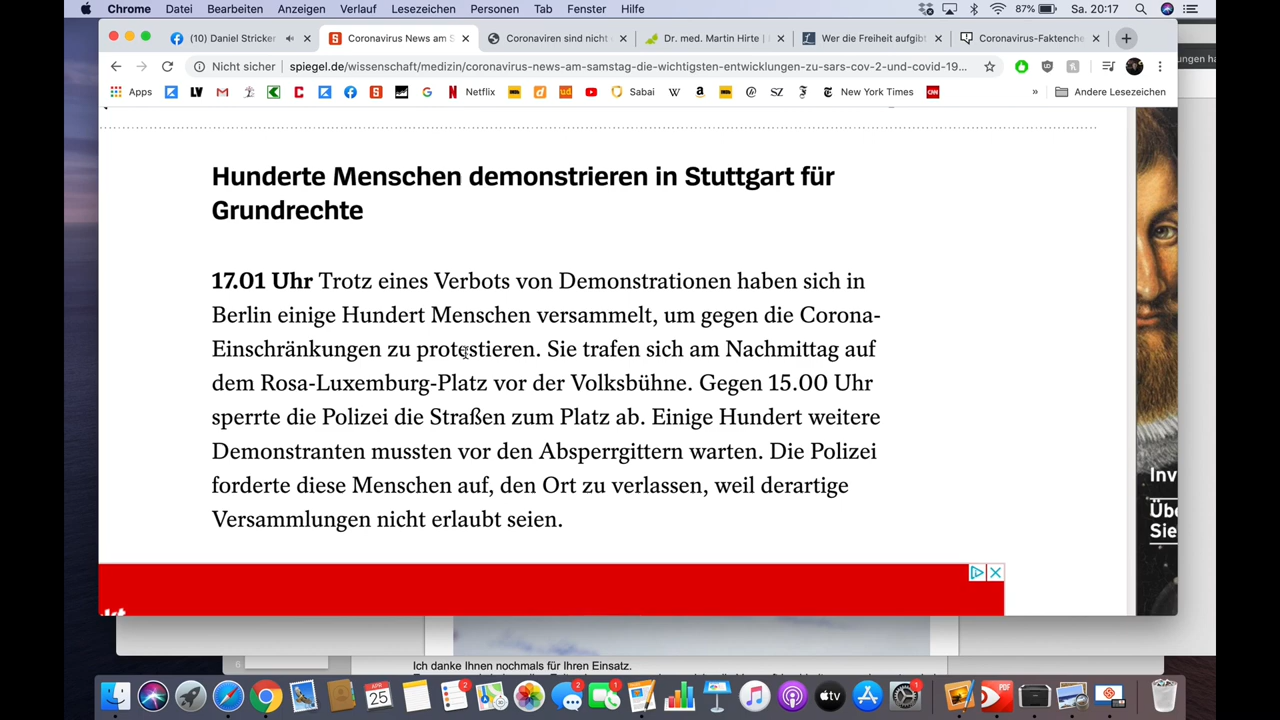 Chrome Datei Bearbeiten Anzeigen Verlauf Lesezeichen Personen Tab Fenster Hilfe 87% Sa. 20:17
(10) Daniel Stricker Coronavirus News am S Coronaviren sind nicht Dr. med. Martin Hirte | Wer die Freiheit aufgibt Coronavirus-Faktenche
Nicht sicher spiegel.de/wissenschaft/medizin/coronavirus-news-am-samstag-die-wichtigsten-entwicklungen-zu-sars-cov-2-und-covid-19...
Apps Netflix Sabai New York Times » Andere Lesezeichen
Hunderte Menschen demonstrieren in Stuttgart für
Grundrechte
17.01 Uhr Trotz eines Verbots von Demonstrationen haben sich in
Berlin einige Hundert Menschen versammelt, um gegen die Corona-
Einschränkungen zu protestieren. Sie trafen sich am Nachmittag auf
dem Rosa-Luxemburg-Platz vor der Volksbühne. Gegen 15.00 Uhr
sperrte die Polizei die Straßen zum Platz ab. Einige Hundert weitere
Demonstranten mussten vor den Absperrgittern warten. Die Polizei
forderte diese Menschen auf, den Ort zu verlassen, weil derartige
Versammlungen nicht erlaubt seien.
Inv
Übe
Sie
6
Ich danke Ihnen nochmals für Ihren Einsatz.
APR
25
tv